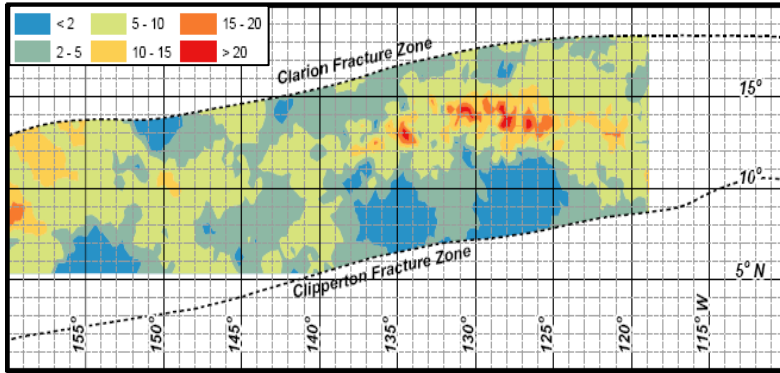 < 2
5 - 10
15 - 20
2 - 5
10 - 15
> 20
Clarion Fracture Zone
15°
10°
5° N
Clipperton Fracture Zone
155°
150°
145°
140°
135°
130°
125°
120°
115° W